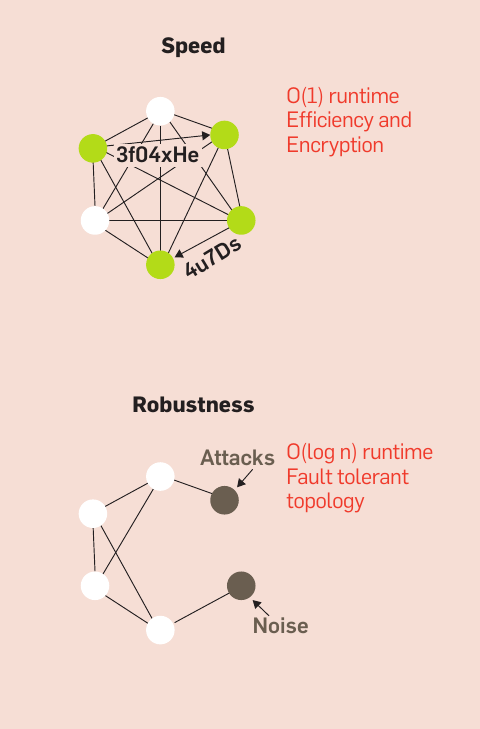 Speed
O(1) runtime
Efficiency and
Encryption
3f04xHe
4u7Ds
Robustness
Attacks
O(log n) runtime
Fault tolerant
topology
Noise